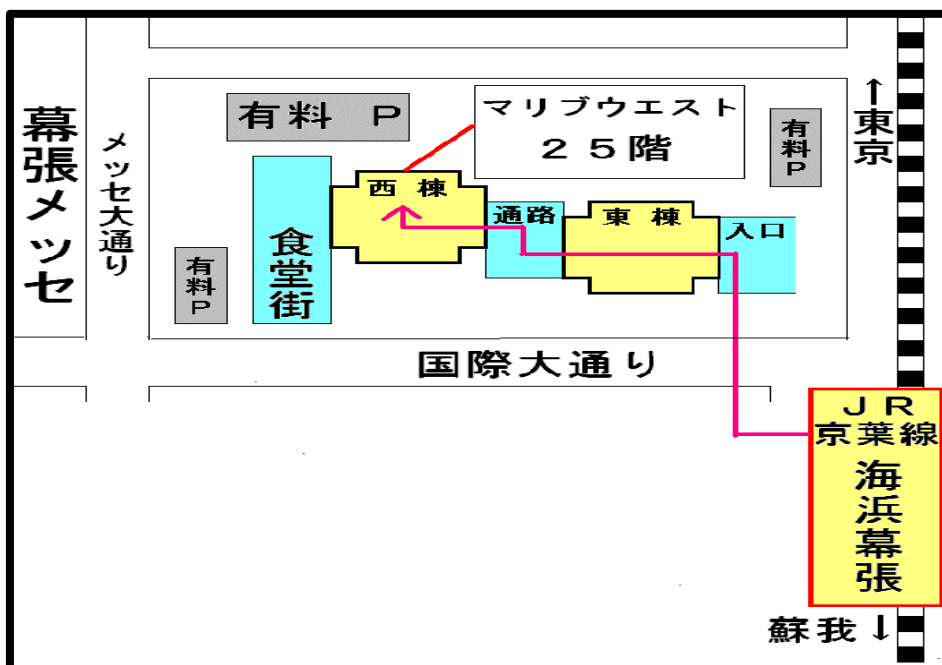 幕張メッセ
メッセ大通り
有料 P
マリブウエスト
25階
有料P
↑東京
西 棟
通路
東 棟
入口
食堂街
有料P
国際大通り
JR
京葉線
海浜幕張
蘇我↓